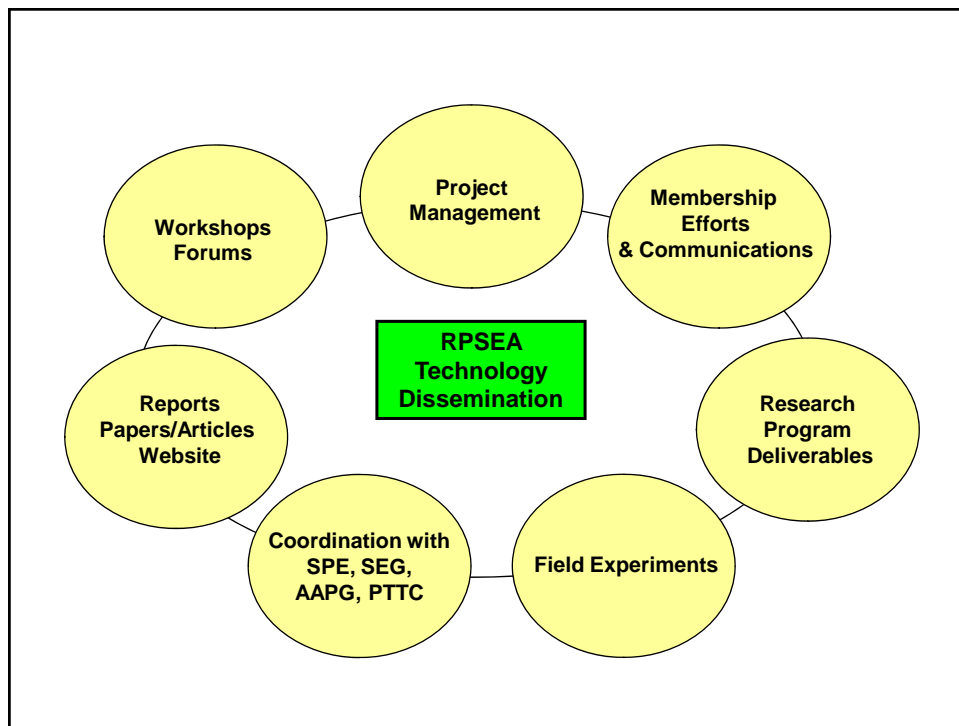 Project
Management
Membership
Efforts
& Communications
Workshops
Forums
RPSEA
Technology
Dissemination
Reports
Papers/Articles
Website
Research
Program
Deliverables
Coordination with
SPE, SEG,
AAPG, PTTC
Field Experiments